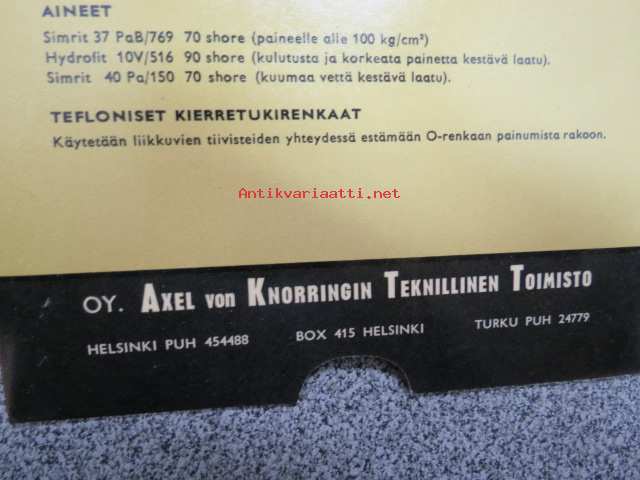 AINEET
Simrit 37 PaB/769 70 shore (paineelle alle 100 kg/cm²)
Hydrofit 10V/516 90 shore (kulutusta ja korkeata painetta kestävä laatu).
Simrit 40 Pa/150 70 shore (kuumaa vettä kestävä laatu).
TEFLONISET KIERRETUKIRENKAAT
Käytetään liikkuvien tiivisteiden yhteydessä estämään O-renkaan painumista rakoon.
Antikvariaatti.net
OY. AXEL von KNORRINGIN TEKNILLINEN TOIMISTO
HELSINKI PUH 454488 BOX 415 HELSINKI TURKU PUH 24779